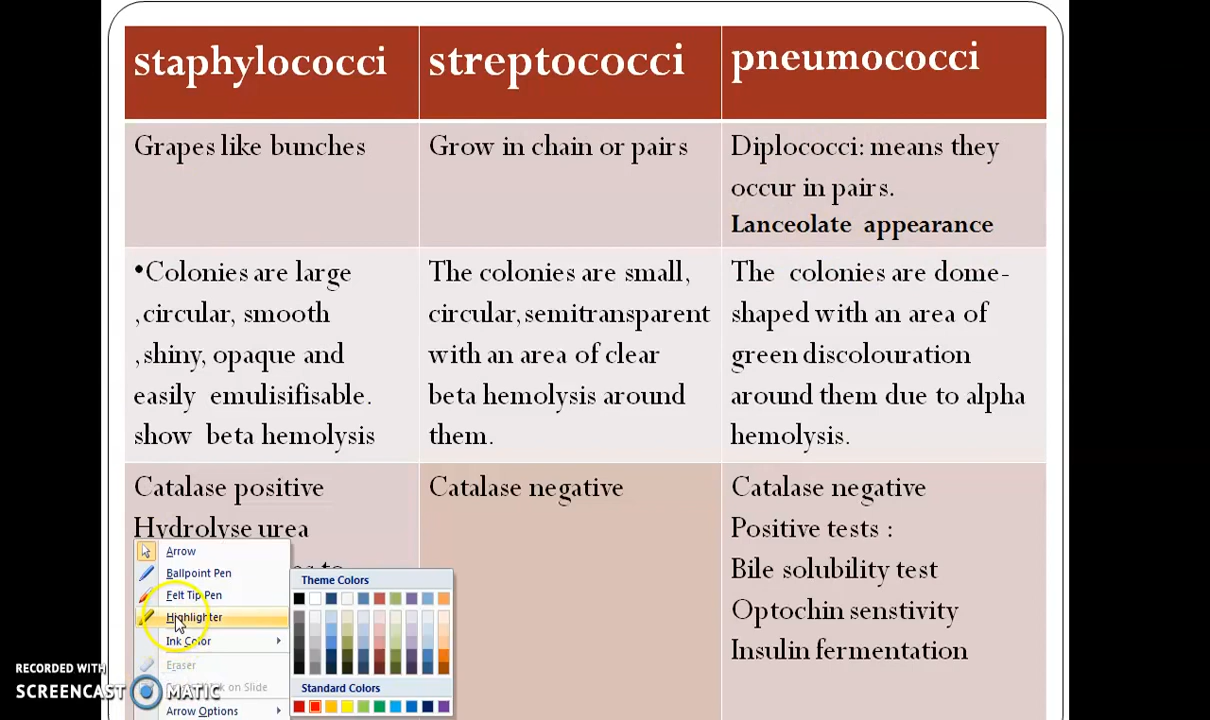 staphylococci
streptococci
pneumococci
Grapes like bunches
Grow in chain or pairs
Diplococci: means they
occur in pairs.
Lanceolate appearance
•Colonies are large
,circular, smooth
,shiny, opaque and
easily emulisifisable.
show beta hemolysis
The colonies are small,
circular, semitransparent
with an area of clear
beta hemolysis around
them.
The colonies are dome-
shaped with an area of
green discolouration
around them due to alpha
hemolysis.
Catalase positive
Hydrolyse urea
to
Catalase negative
Catalase negative
Positive tests :
Bile solubility test
Optochin senstivity
Insulin fermentation
Arrow
Ballpoint Pen
Felt Tip Pen
Highlighter
Ink Color
Eraser
on Slide
Arrow Options
Theme Colors
Standard Colors
RECORDED WITH
SCREENCAST MATIC